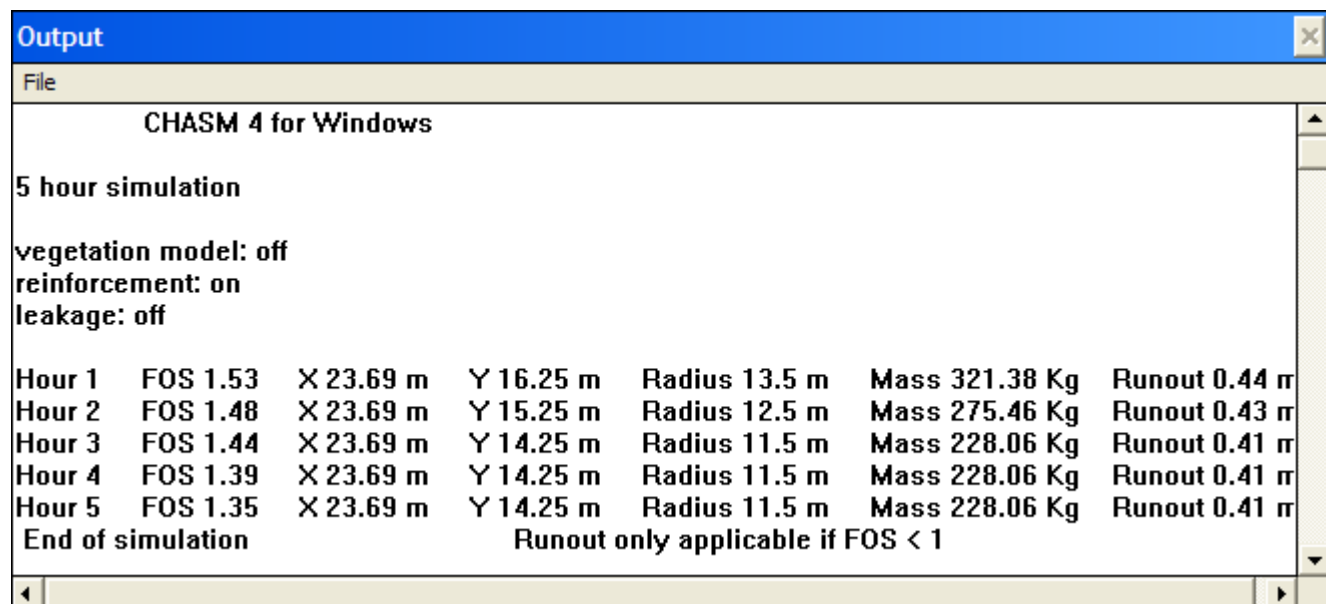 Output
File
CHASM 4 for Windows
5 hour simulation
vegetation model: off
reinforcement: on
leakage: off
Hour 1 FOS 1.53 X 23.69 m Y 16.25 m Radius 13.5 m Mass 321.38 Kg Runout 0.44
Hour 2 FOS 1.48 X 23.69 m Y 15.25 m Radius 12.5 m Mass 275.46 Kg Runout 0.43
Hour 3 FOS 1.44 X 23.69 m Y 14.25 m Radius 11.5 m Mass 228.06 Kg Runout 0.41
Hour 4 FOS 1.39 X 23.69 m Y 14.25 m Radius 11.5 m Mass 228.06 Kg Runout 0.41
Hour 5 FOS 1.35 X 23.69 m Y 14.25 m Radius 11.5 m Mass 228.06 Kg Runout 0.41
End of simulation Runout only applicable if FOS < 1